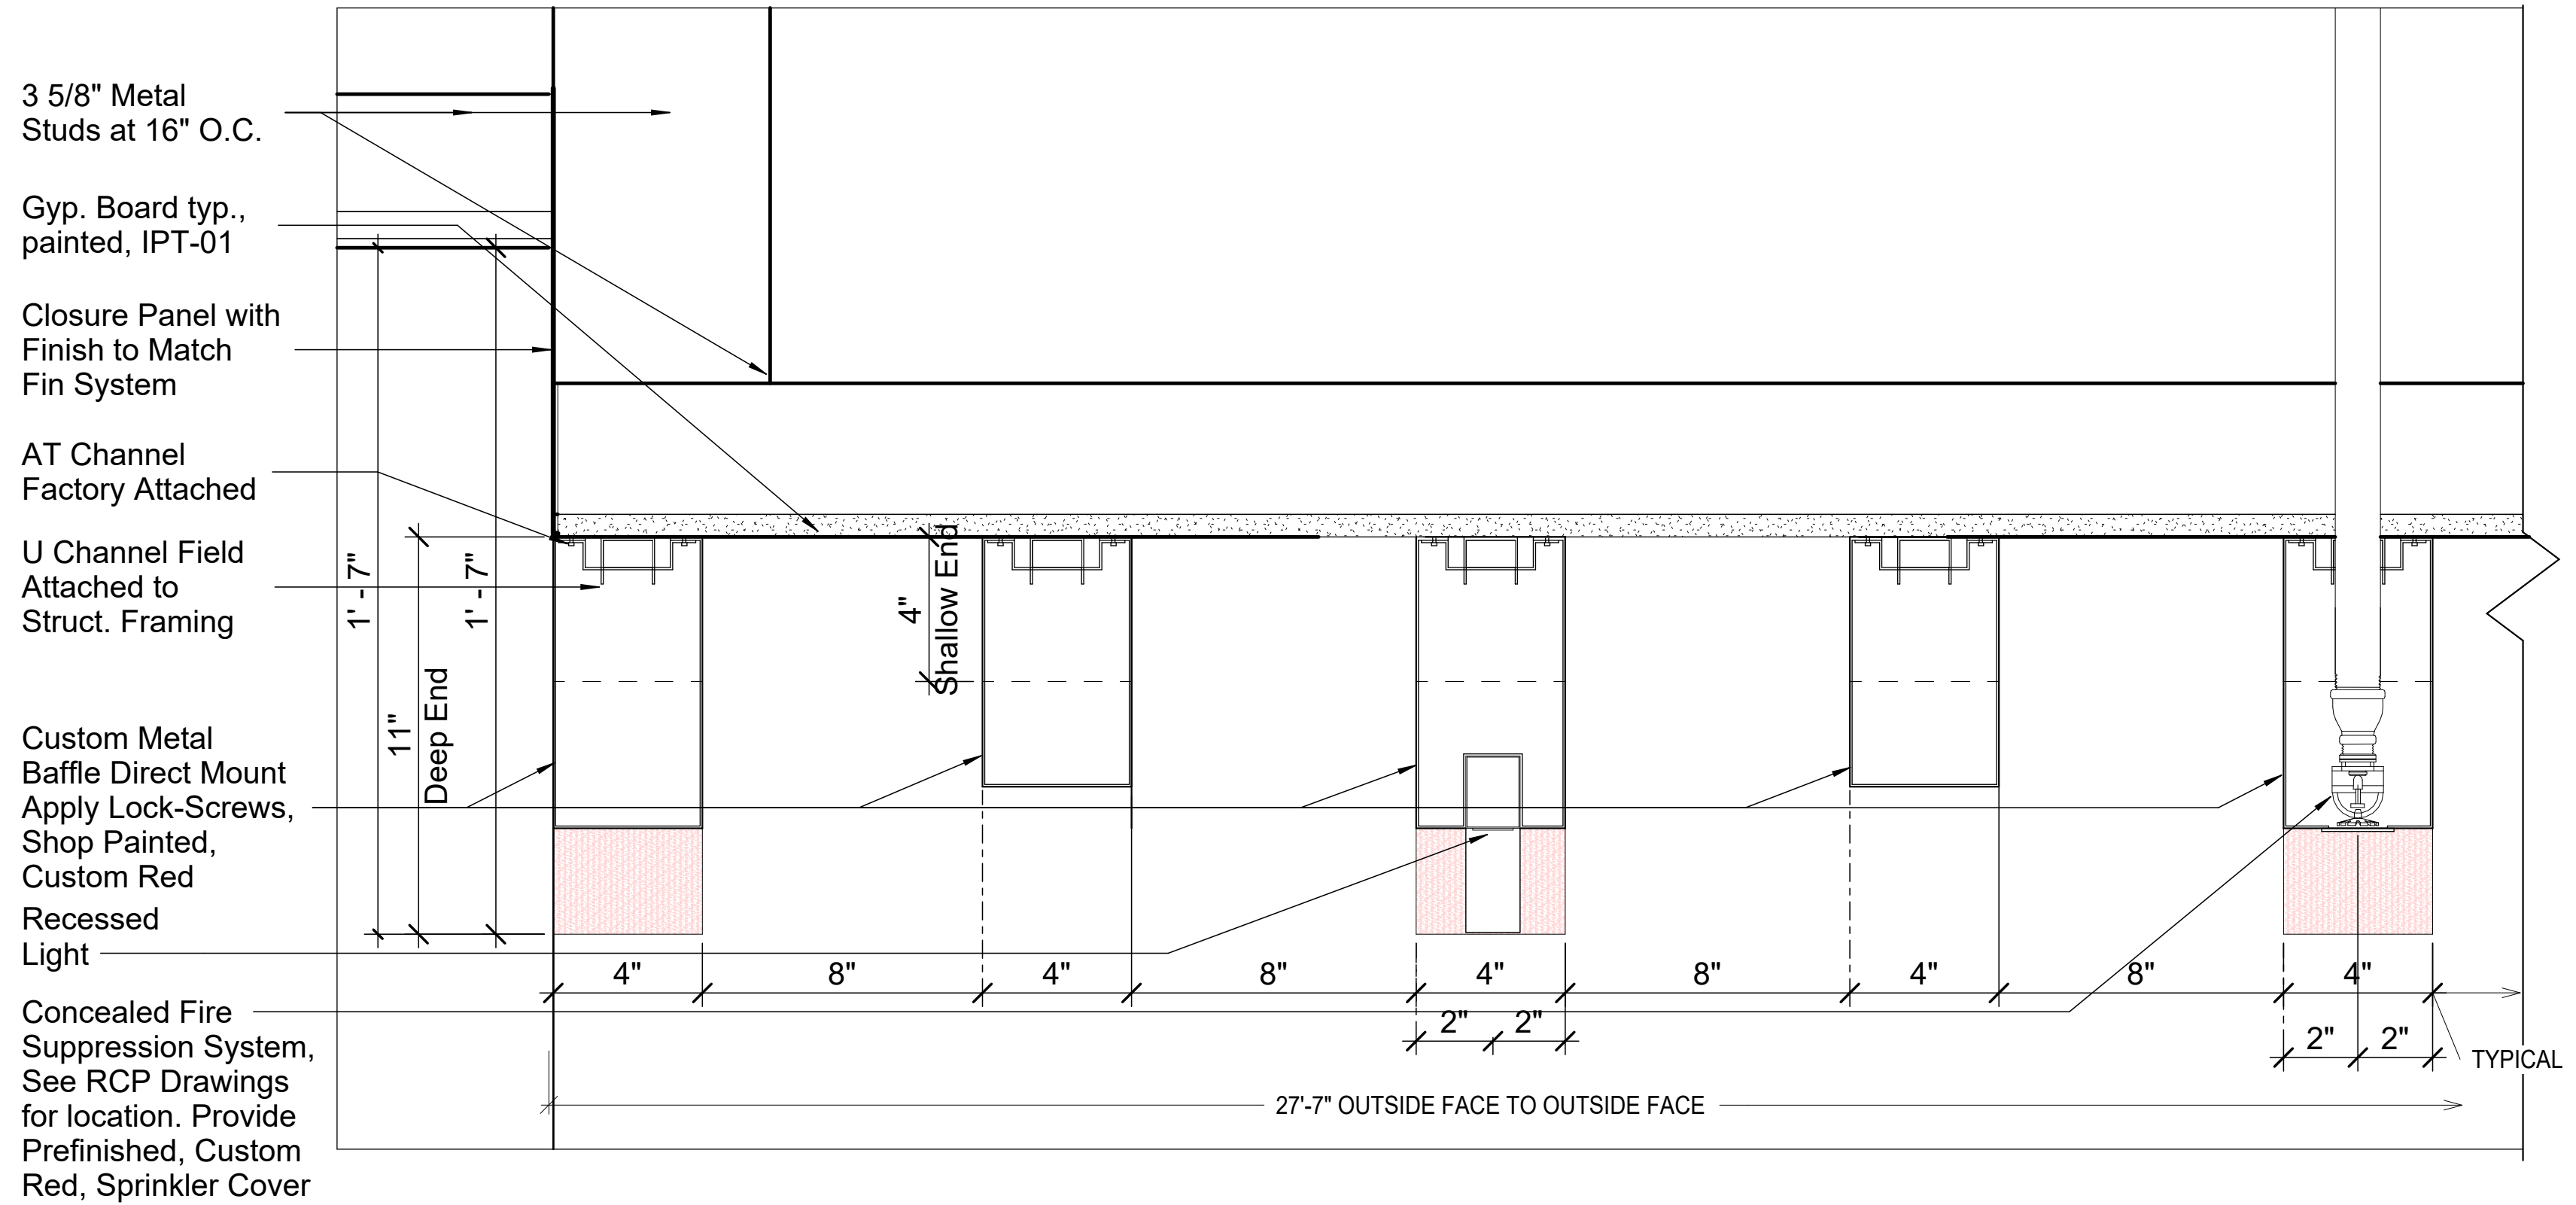 3 5/8" Metal
Studs at 16" O.C.
Gyp. Board typ.,
painted, IPT-01
Closure Panel with
Finish to Match
Fin System
AT Channel
Factory Attached
U Channel Field
Attached to
Struct. Framing
Custom Metal
Baffle Direct Mount
Apply Lock-Screws,
Shop Painted,
Custom Red
Recessed
Light
Concealed Fire
Suppression System,
See RCP Drawings
for location. Provide
Prefinished, Custom
Red, Sprinkler Cover
1' - 7"
11"
Deep End
1' - 7"
4"
Shallow End
4"
8"
4"
8"
4"
8"
4"
8"
4"
2"
2"
2"
2"
TYPICAL
27'-7" OUTSIDE FACE TO OUTSIDE FACE